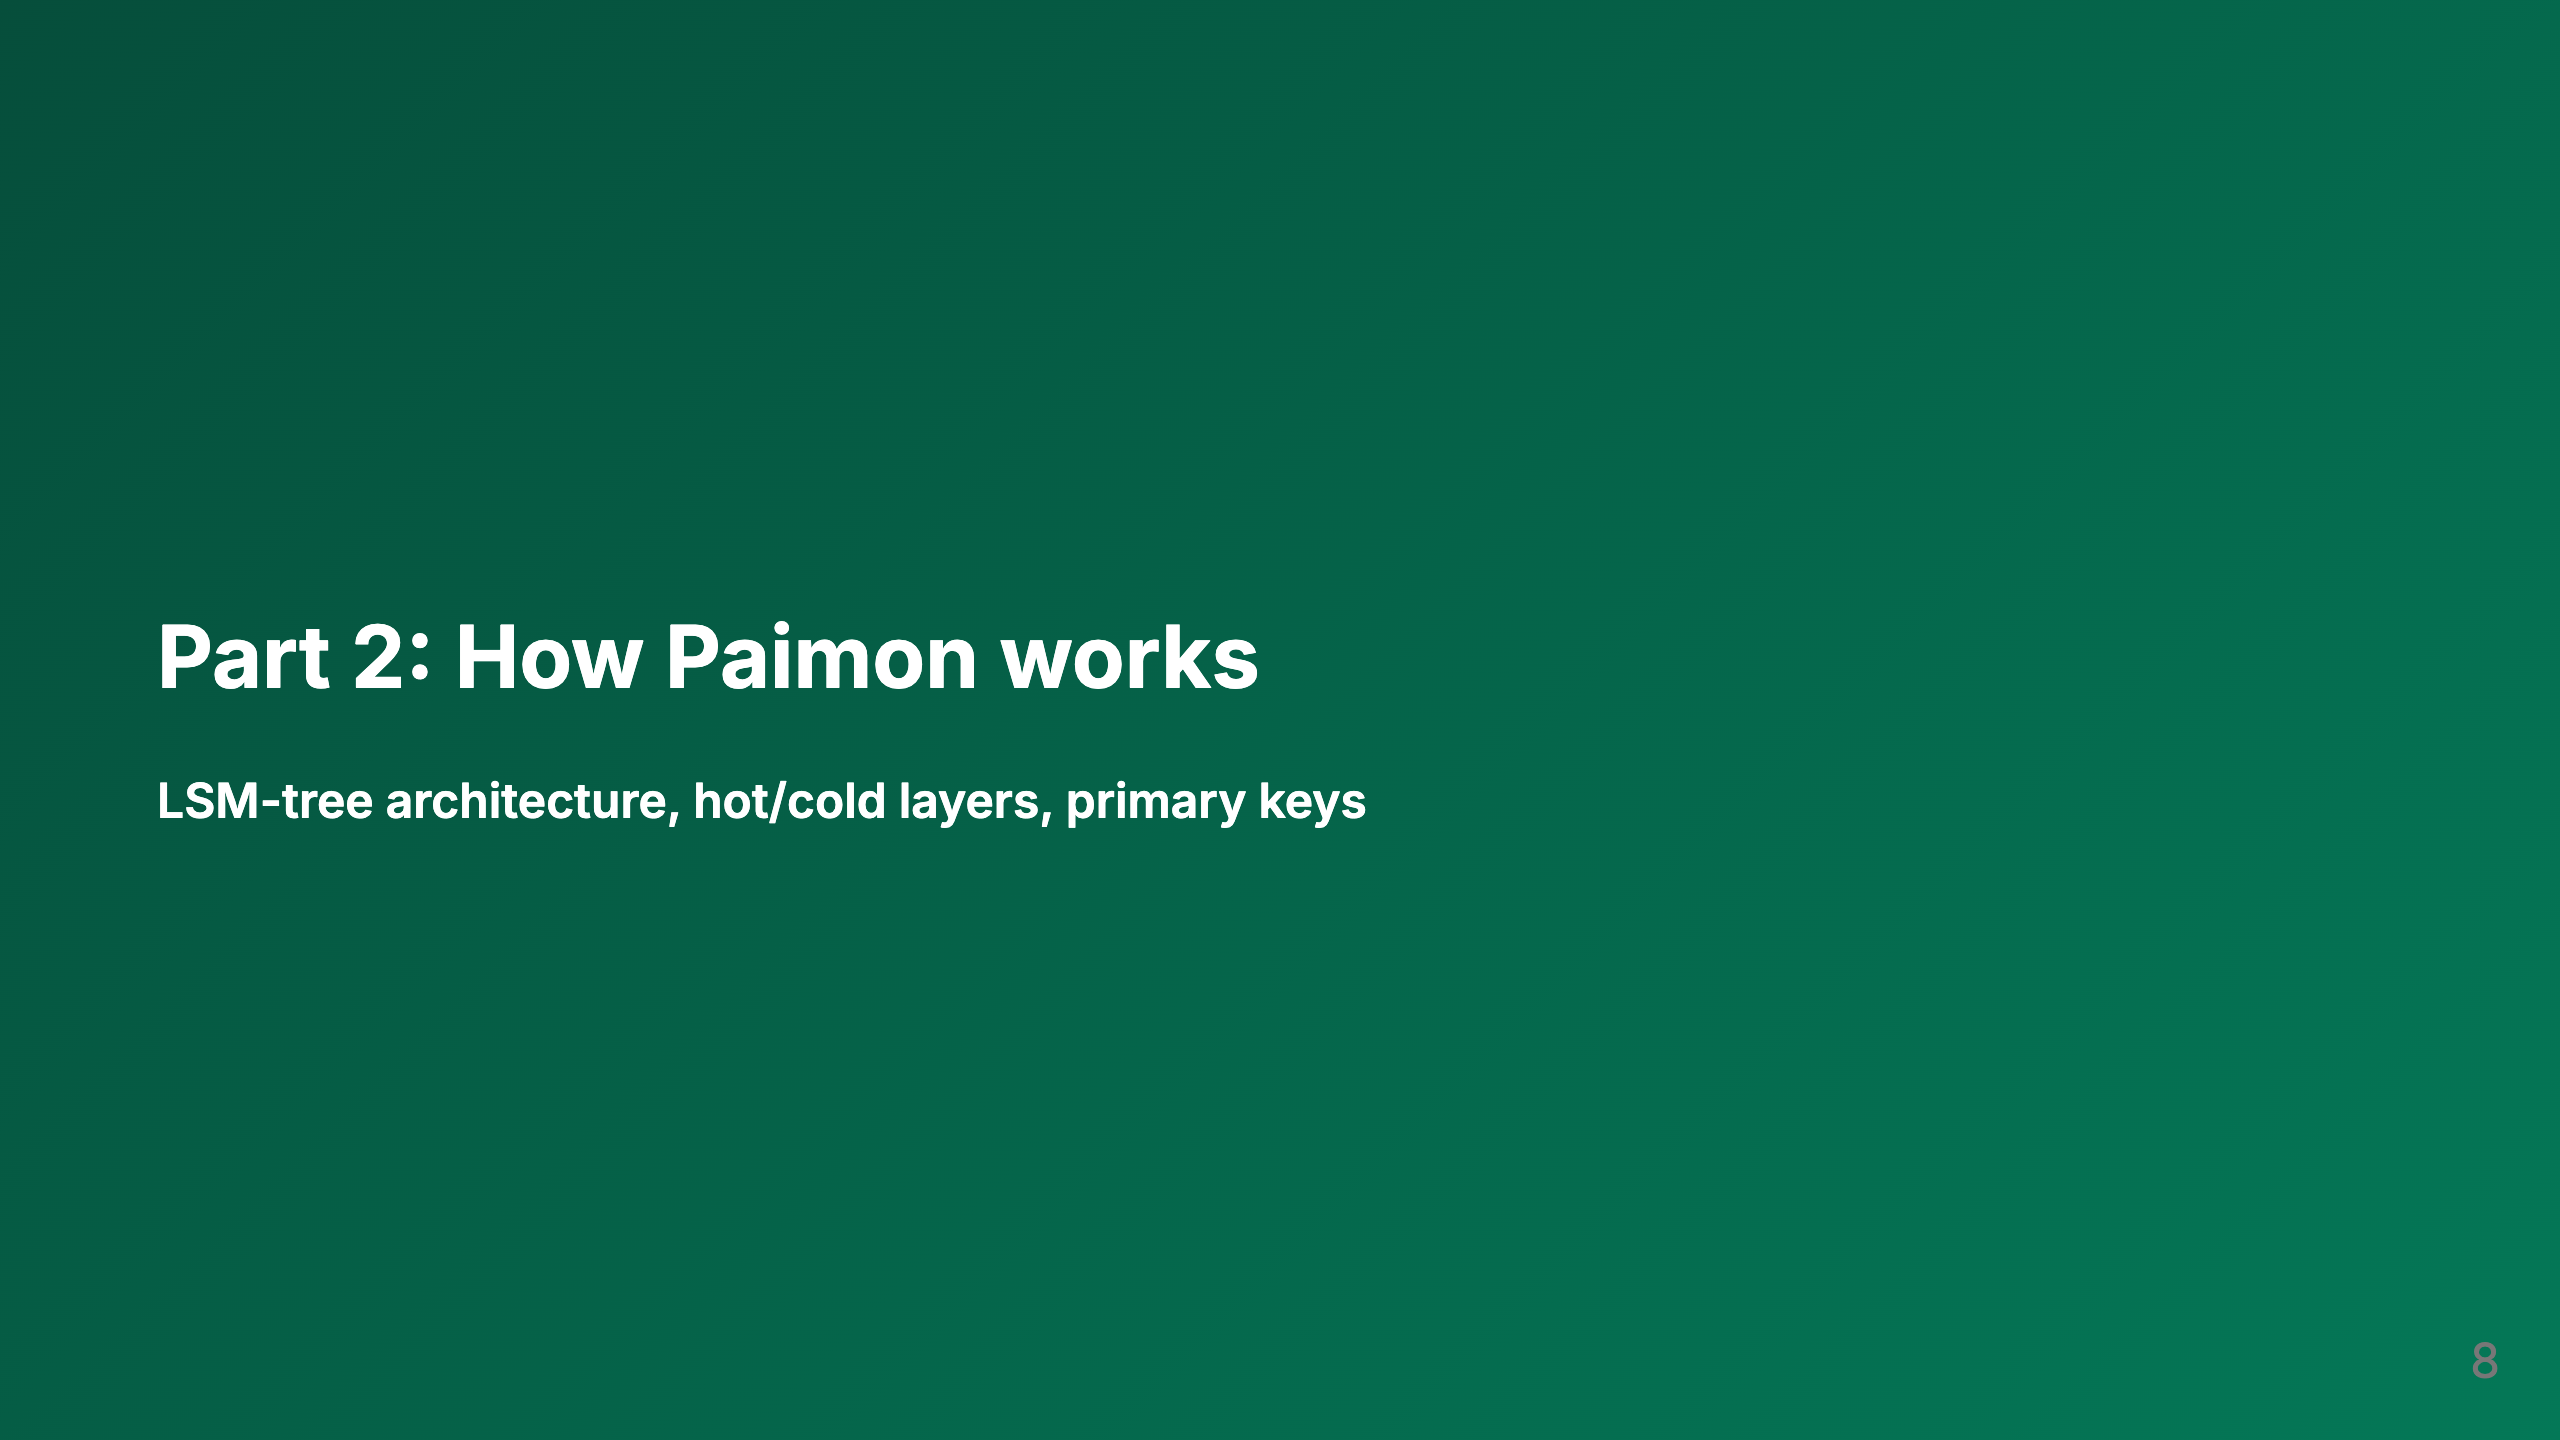 Part 2: How Paimon works
LSM-tree architecture, hot/cold layers, primary keys
8